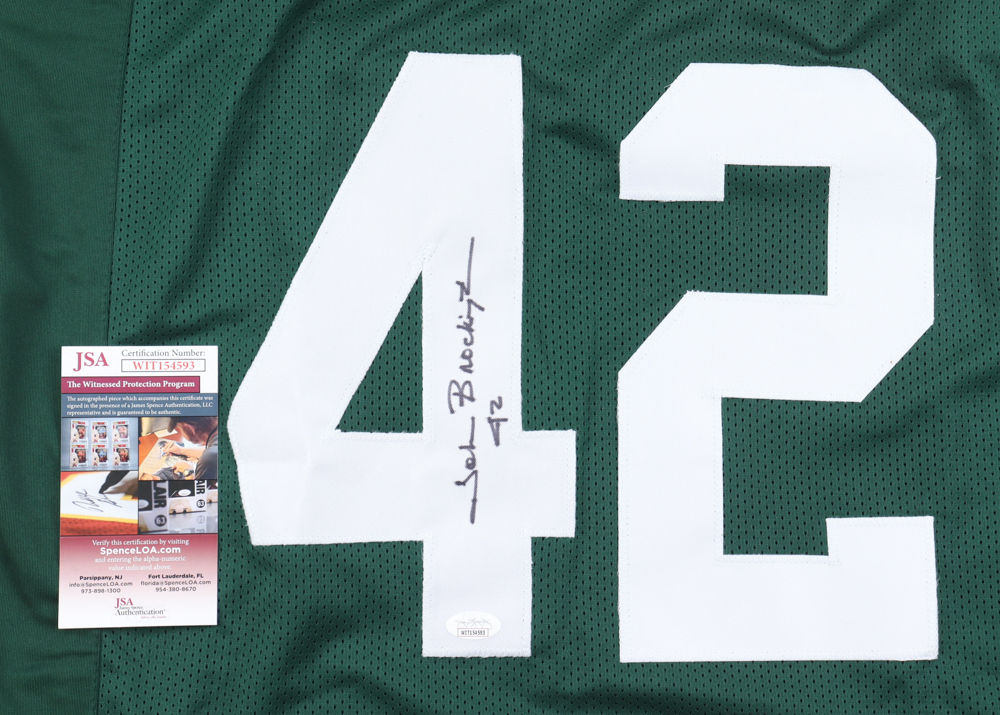 42
John Brockington
42
JSA Certification Number:
WIT154593
The Witnessed Protection Program
The autographed piece which accompanies this certificate was
signed in the presence of a James Spence Authentication, LLC
representative and is guaranteed to be authentic.
LAIR
Verify this certification by visiting
SpenceLOA.com
and entering the alpha-numeric
value indicated above.
Parsippany, NJ
info@SpenceLOA.com
973-898-1300
Fort Lauderdale, FL
florida@SpenceLOA.com
954-380-8670
JSA
James Spence
Authentication
WIT154593